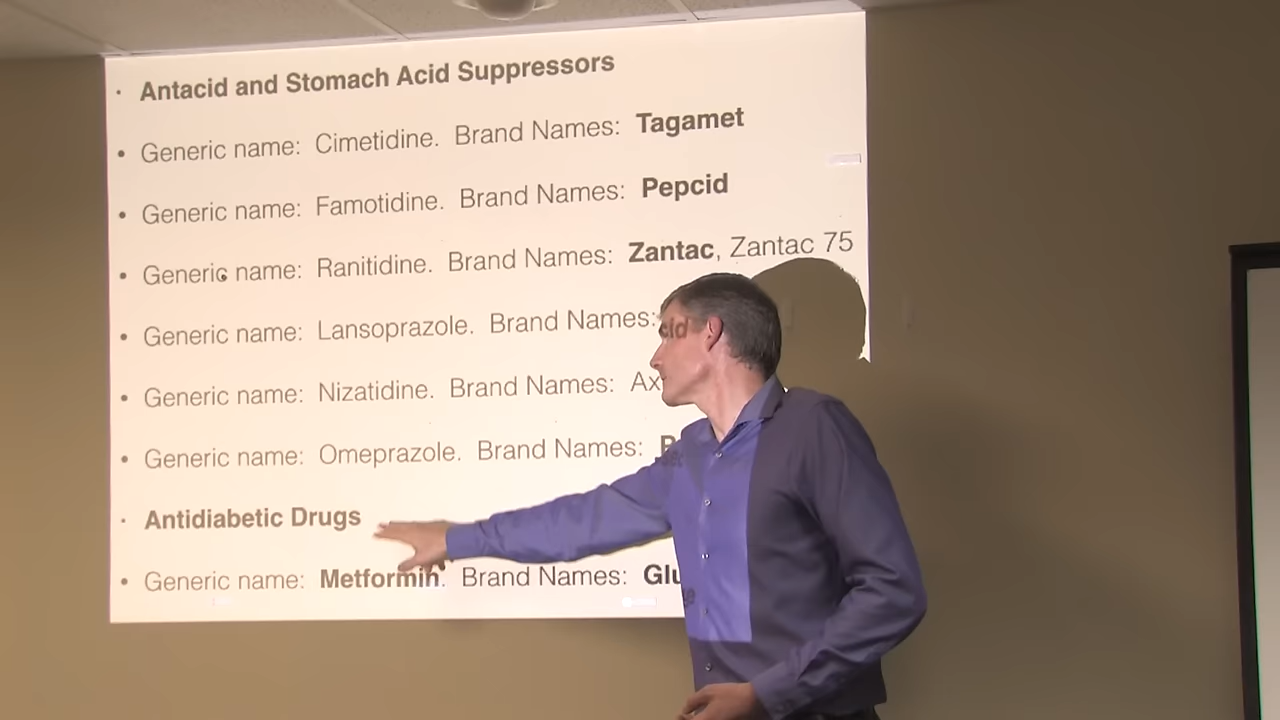 · Antacid and Stomach Acid Suppressors
• Generic name: Cimetidine. Brand Names: Tagamet
• Generic name: Famotidine. Brand Names: Pepcid
• Generic name: Ranitidine. Brand Names: Zantac, Zantac 75
• Generic name: Lansoprazole. Brand Names:
• Generic name: Nizatidine. Brand Names:
• Generic name: Omeprazole. Brand Names:
· Antidiabetic Drugs
• Generic name: Metformin. Brand Names: